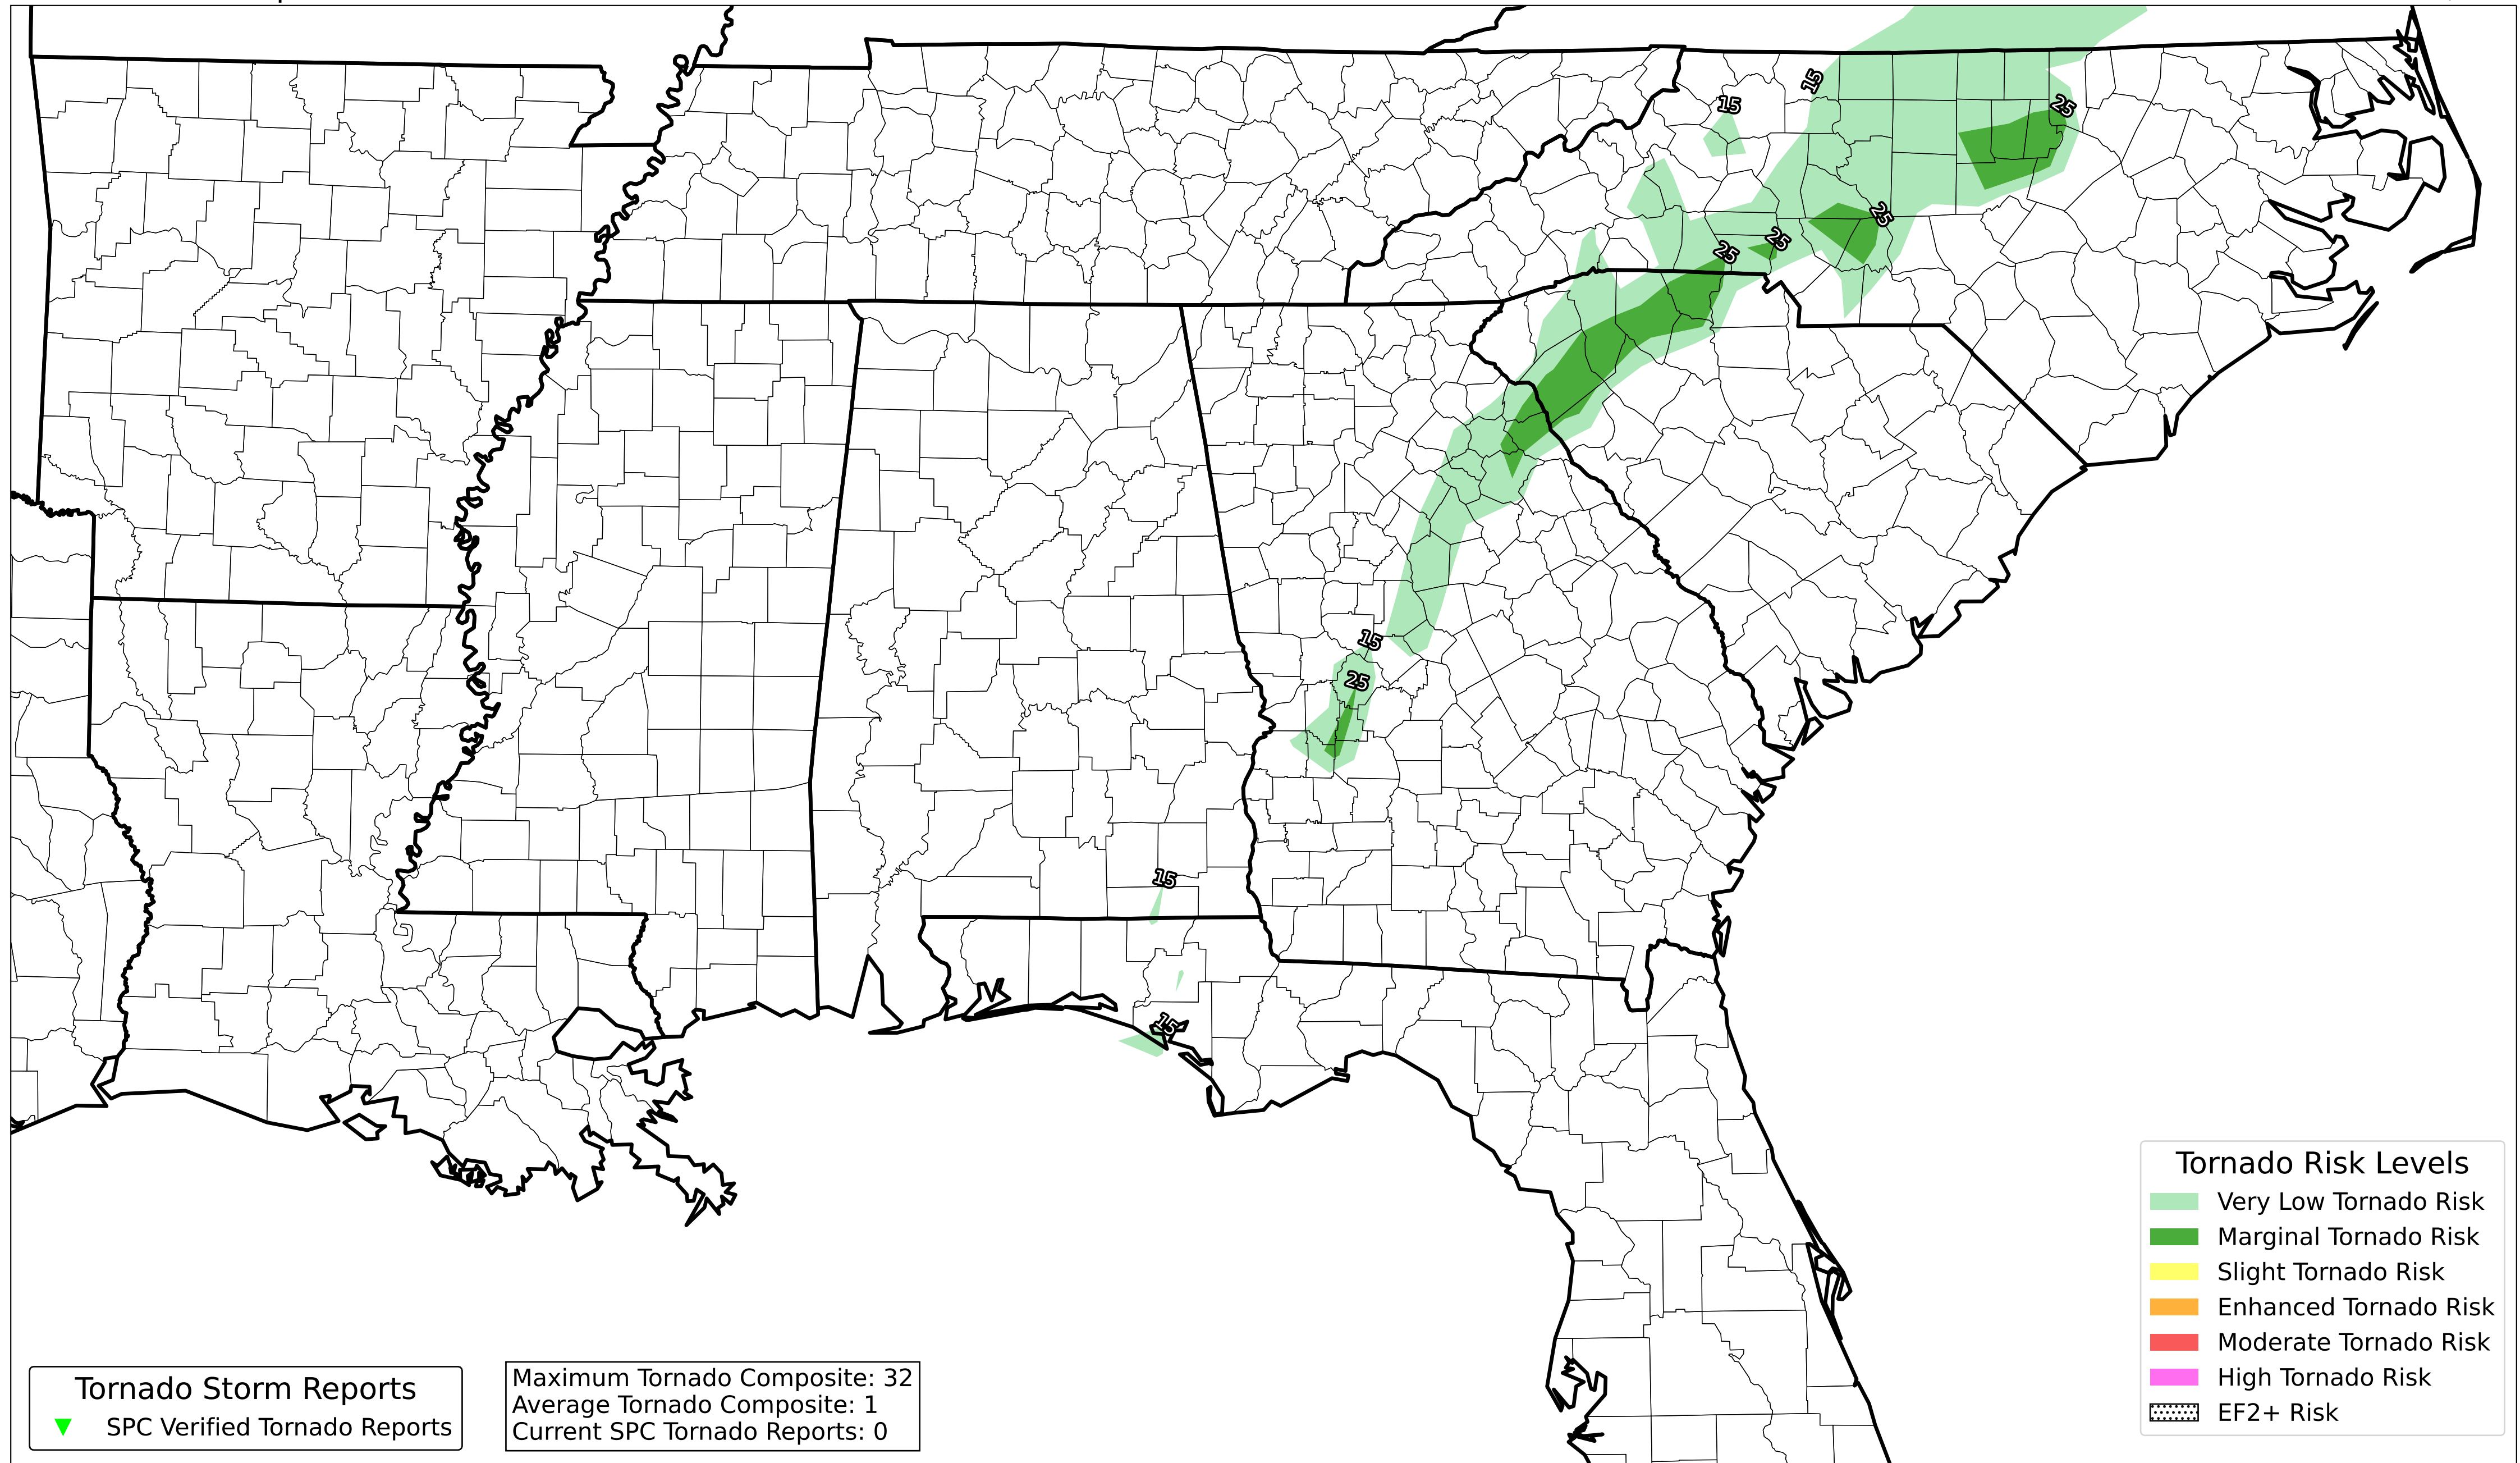 15
15
25
25
25
25
15
25
15
15
Tornado Risk Levels
Very Low Tornado Risk
Marginal Tornado Risk
Slight Tornado Risk
Enhanced Tornado Risk
Moderate Tornado Risk
High Tornado Risk
EF2+ Risk
Tornado Storm Reports
SPC Verified Tornado Reports
Maximum Tornado Composite: 32
Average Tornado Composite: 1
Current SPC Tornado Reports: 0